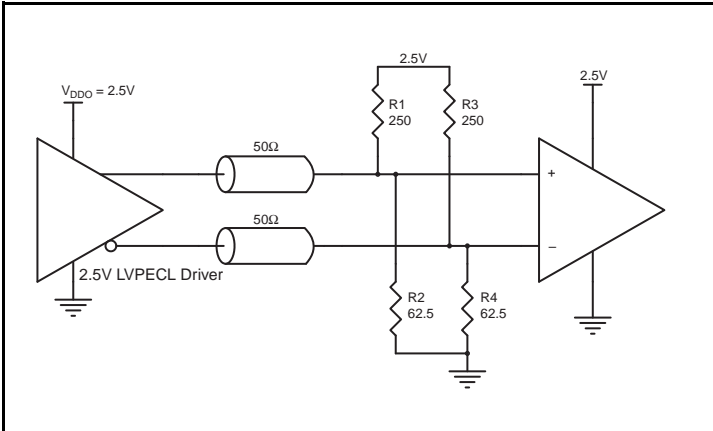 2.5V
2.5V
V_DDO = 2.5V
R1
250
R3
250
50Ω
+
50Ω
–
2.5V LVPECL Driver
R2
62.5
R4
62.5